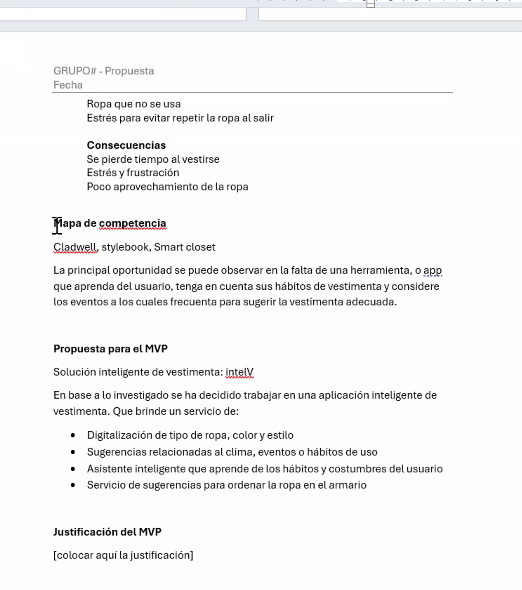 GRUPO# - Propuesta
Fecha
Ropa que no se usa
Estrés para evitar repetir la ropa al salir
Consecuencias
Se pierde tiempo al vestirse
Estrés y frustración
Poco aprovechamiento de la ropa
Mapa de competencia
Cladwell, stylebook, Smart closet
La principal oportunidad se puede observar en la falta de una herramienta, o app
que aprenda del usuario, tenga en cuenta sus hábitos de vestimenta y considere
los eventos a los cuales frecuenta para sugerir la vestimenta adecuada.
Propuesta para el MVP
Solución inteligente de vestimenta: intelV
En base a lo investigado se ha decidido trabajar en una aplicación inteligente de
vestimenta. Que brinde un servicio de:
• Digitalización de tipo de ropa, color y estilo
• Sugerencias relacionadas al clima, eventos o hábitos de uso
• Asistente inteligente que aprende de los hábitos y costumbres del usuario
• Servicio de sugerencias para ordenar la ropa en el armario
Justificación del MVP
[colocar aquí la justificación]